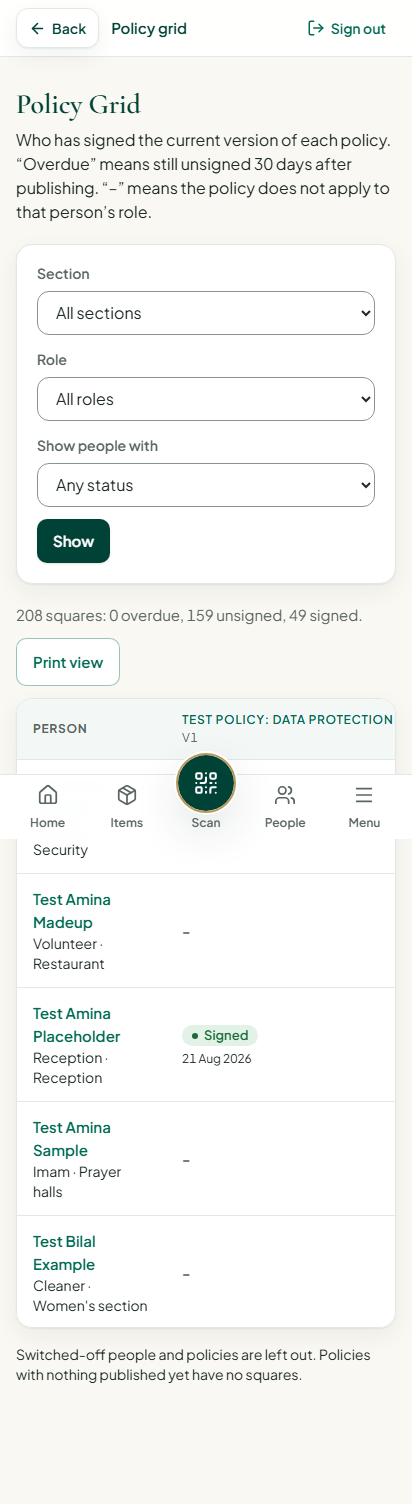 Back
Policy grid
Sign out
Policy Grid
Who has signed the current version of each policy.
“Overdue” means still unsigned 30 days after
publishing. “–” means the policy does not apply to
that person’s role.
Section
All sections
Role
All roles
Show people with
Any status
Show
208 squares: 0 overdue, 159 unsigned, 49 signed.
Print view
PERSON
TEST POLICY: DATA PROTECTION
V1
Home
Items
Scan
People
Menu
Security
Test Amina
Madeup
Volunteer ·
Restaurant
–
Test Amina
Placeholder
Reception ·
Reception
Signed
21 Aug 2026
Test Amina
Sample
Imam · Prayer
halls
–
Test Bilal
Example
Cleaner ·
Women's section
–
Switched-off people and policies are left out. Policies
with nothing published yet have no squares.